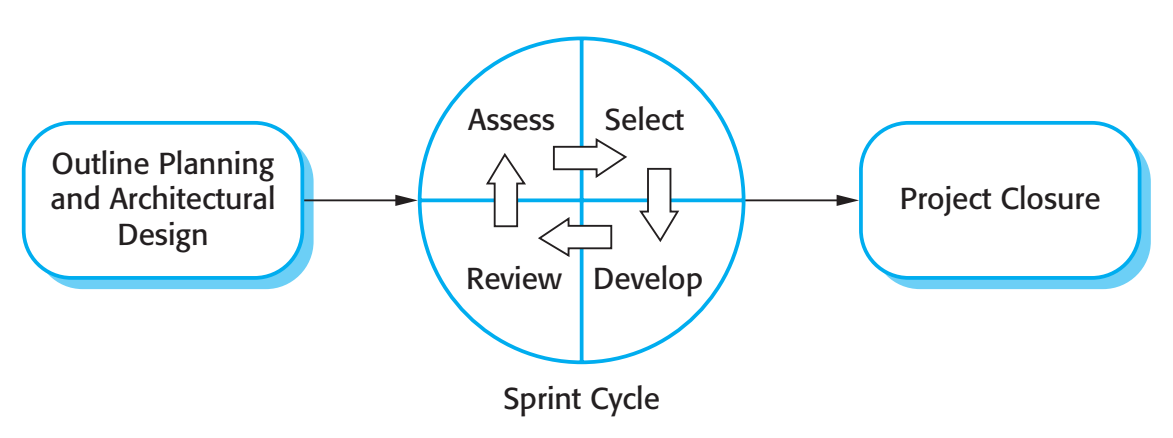 Outline Planning
and Architectural
Design
Assess
Select
Review
Develop
Sprint Cycle
Project Closure